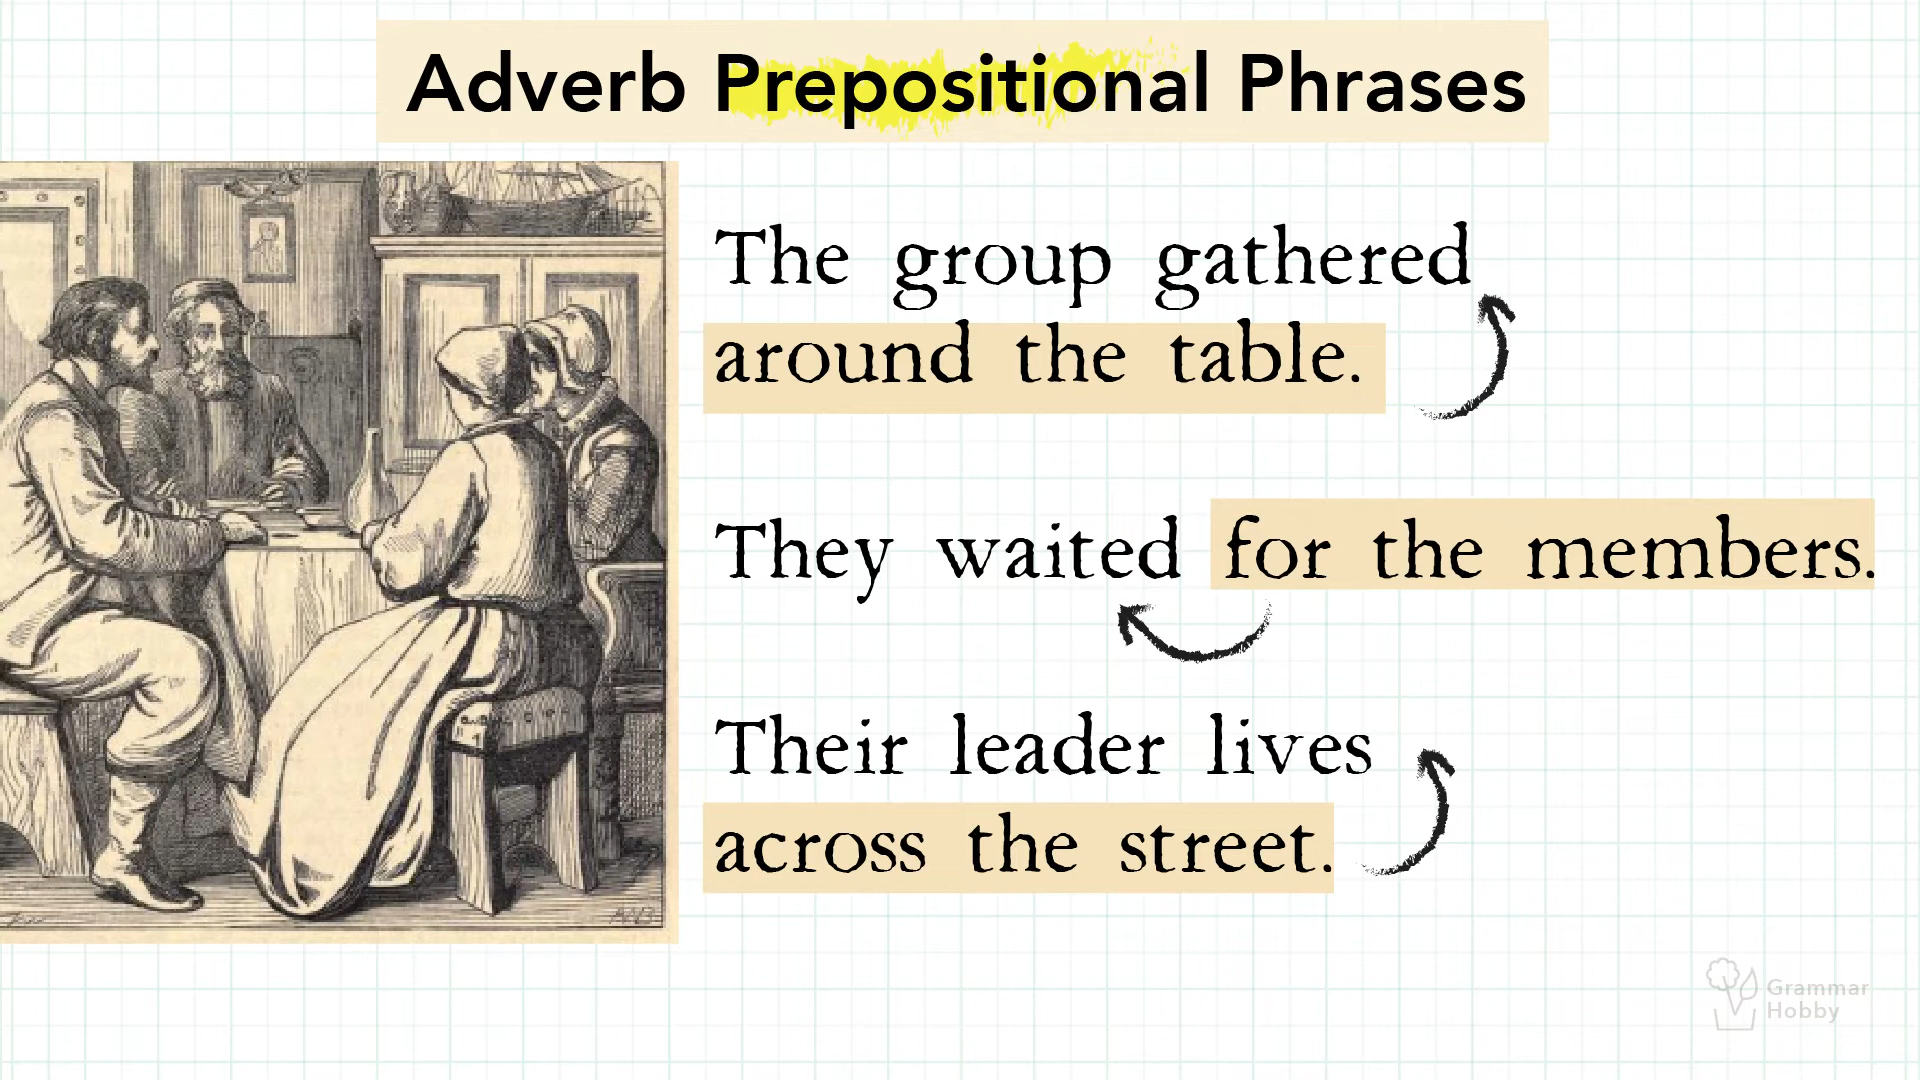 Adverb Prepositional Phrases
The group gathered
around the table.
They waited for the members.
Their leader lives
across the street.
Grammar
Hobby